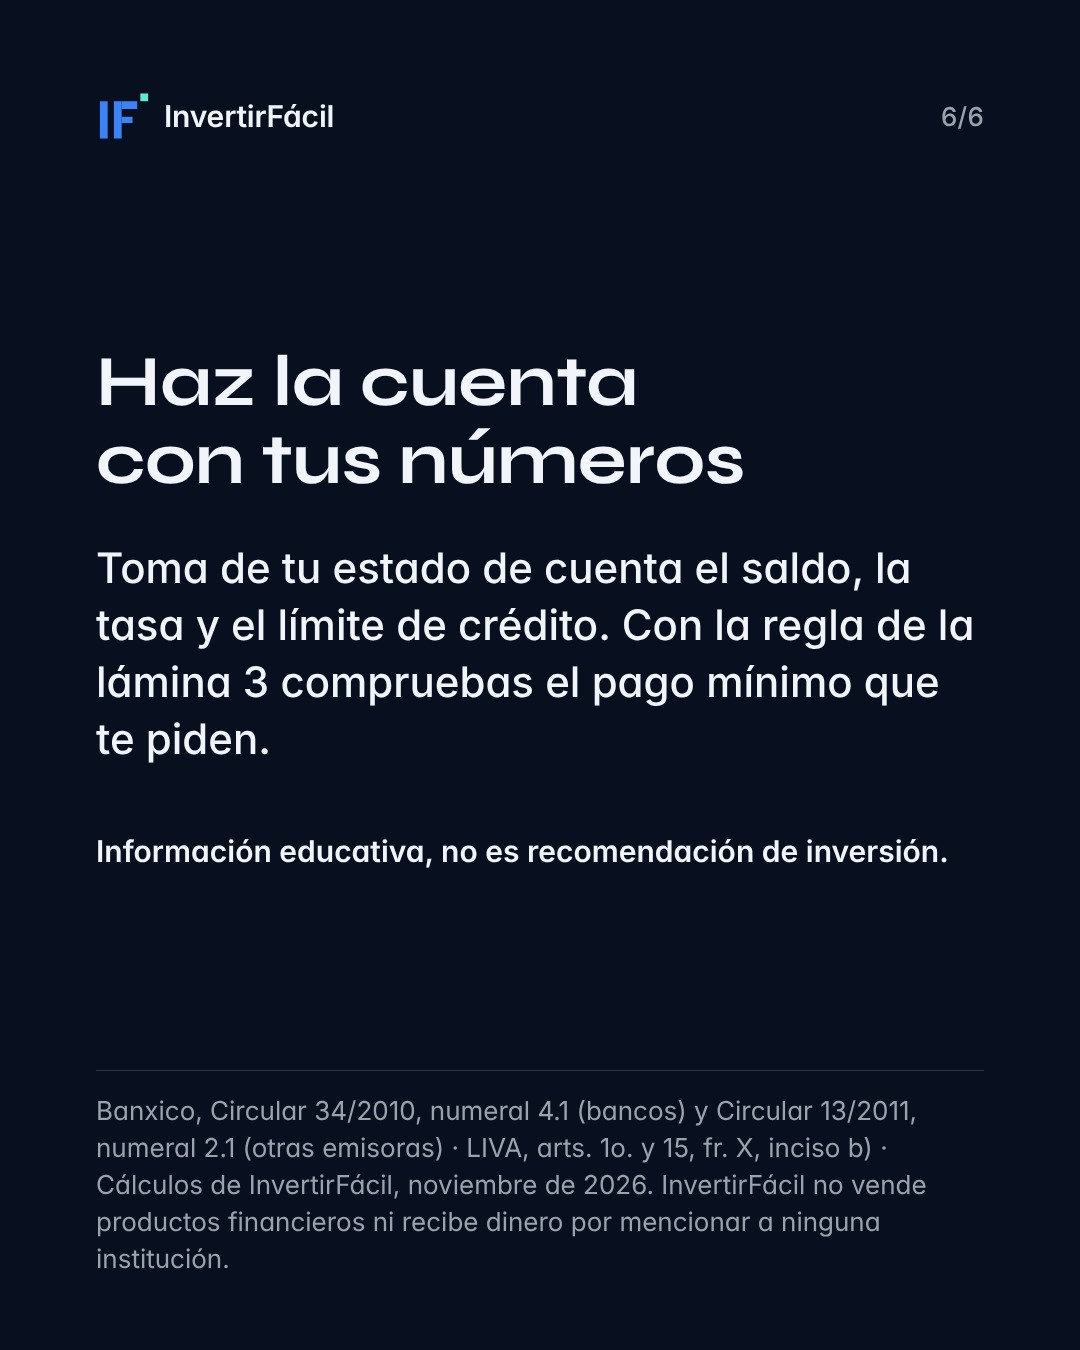 IF InvertirFácil
6/6
Haz la cuenta
con tus números
Toma de tu estado de cuenta el saldo, la
tasa y el límite de crédito. Con la regla de la
lámina 3 compruebas el pago mínimo que
te piden.
Información educativa, no es recomendación de inversión.
Banxico, Circular 34/2010, numeral 4.1 (bancos) y Circular 13/2011,
numeral 2.1 (otras emisoras) · LIVA, arts. 1o. y 15, fr. X, inciso b) ·
Cálculos de InvertirFácil, noviembre de 2026. InvertirFácil no vende
productos financieros ni recibe dinero por mencionar a ninguna
institución.